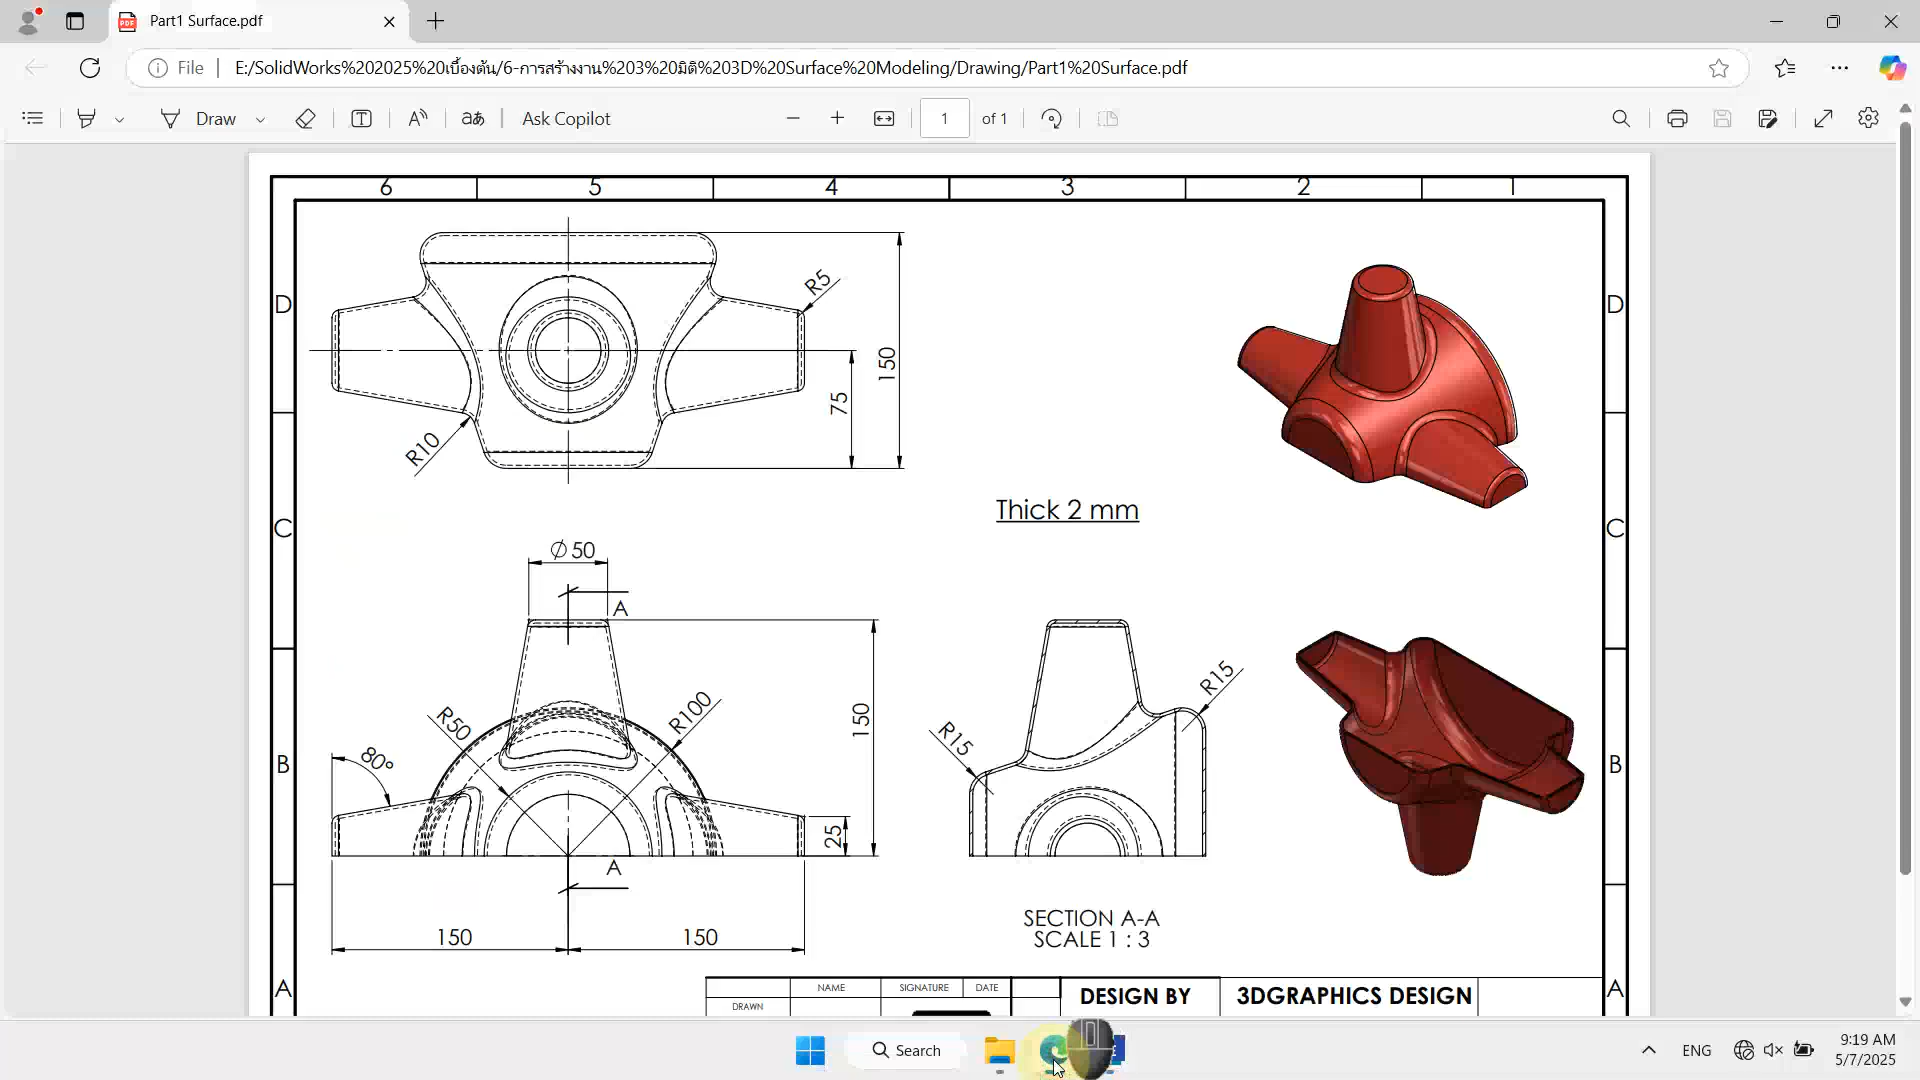 Part1 Surface.pdf
File
E:/SolidWorks%202025%20เบื้องต้น/6-การสร้างงาน%203%20มิติ%203D%20Surface%20Modeling/Drawing/Part1%20Surface.pdf
Draw
Ask Copilot
1
of 1
6 5 4 3 2 1
D D
R5
150
75
R10
C C
Thick 2 mm
∅50
A
R50
R100
150
80°
25
R15
R15
B B
A
150 150
SECTION A-A
SCALE 1 : 3
A A
NAME SIGNATURE DATE
DRAWN
DESIGN BY
3DGRAPHICS DESIGN
Search
ENG
9:19 AM
5/7/2025